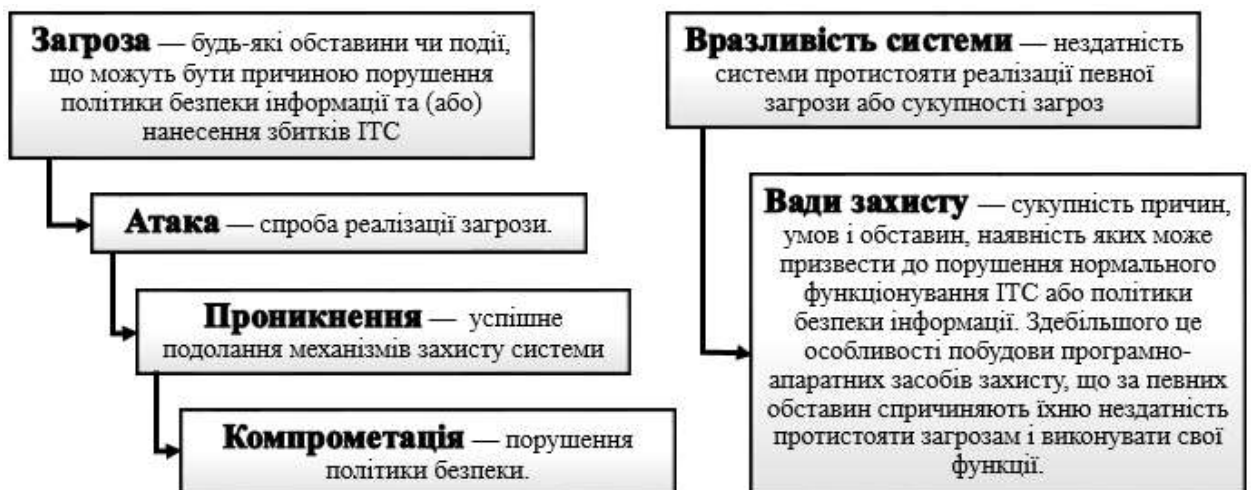 Загроза — будь-які обставини чи події,
що можуть бути причиною порушення
політики безпеки інформації та (або)
нанесення збитків ІТС
Атака — спроба реалізації загрози.
Проникнення — успішне
подолання механізмів захисту системи
Компрометація — порушення
політики безпеки.
Вразливість системи — нездатність
системи протистояти реалізації певної
загрози або сукупності загроз
Вади захисту — сукупність причин,
умов і обставин, наявність яких може
призвести до порушення нормального
функціонування ІТС або політики
безпеки інформації. Здебільшого це
особливості побудови програмно-
апаратних засобів захисту, що за певних
обставин спричиняють їхню нездатність
протистояти загрозам і виконувати свої
функції.